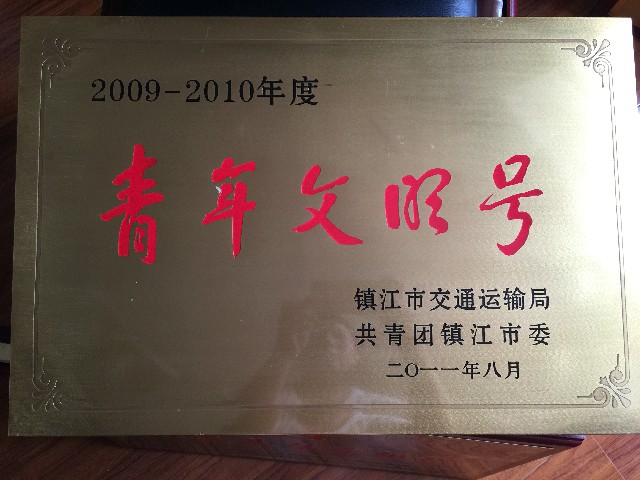 2009-2010年度
青年文明号
镇江市交通运输局
共青团镇江市委
二〇一一年八月